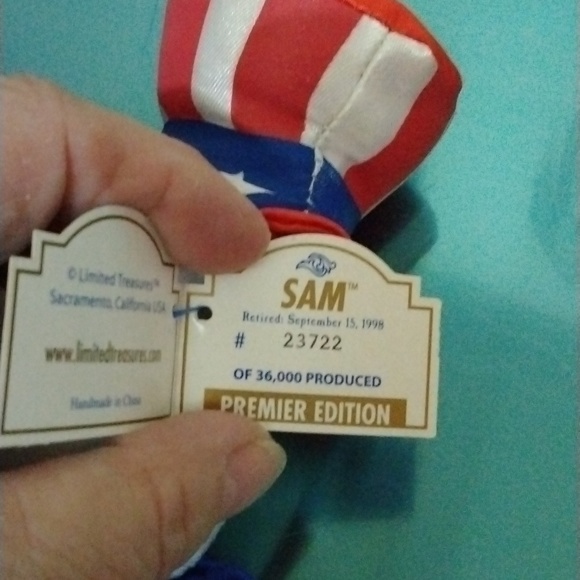 © Limited Treasures™
Sacramento, California USA
www.limitedtreasures.com
Handmade in China
SAM™
Retired: September 15, 1998
# 23722
OF 36,000 PRODUCED
PREMIER EDITION